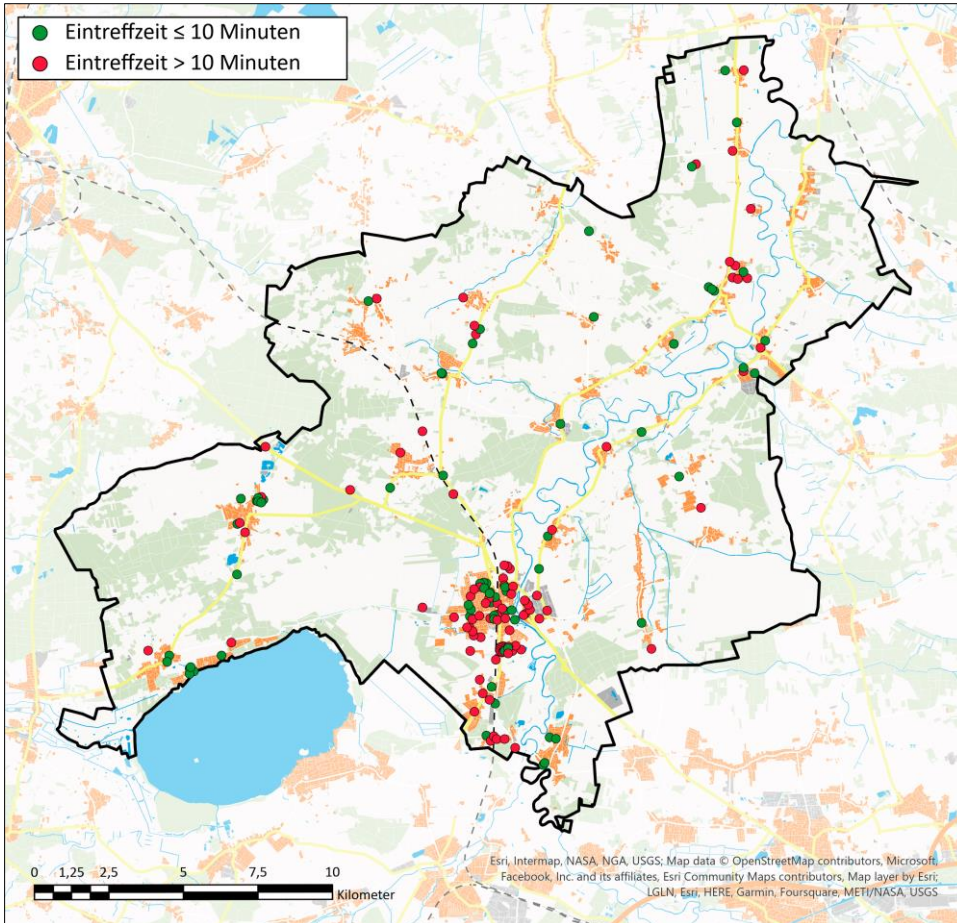 Eintreffzeit ≤ 10 Minuten
Eintreffzeit > 10 Minuten
0 1,25 2,5 5 7,5 10
Kilometer
Esri, Intermap, NASA, NGA, USGS; Map data © OpenStreetMap contributors, Microsoft,
Facebook, Inc. and its affiliates, Esri Community Maps contributors, Map layer by Esri;
LGLN, Esri, HERE, Garmin, Foursquare, METI/NASA, USGS